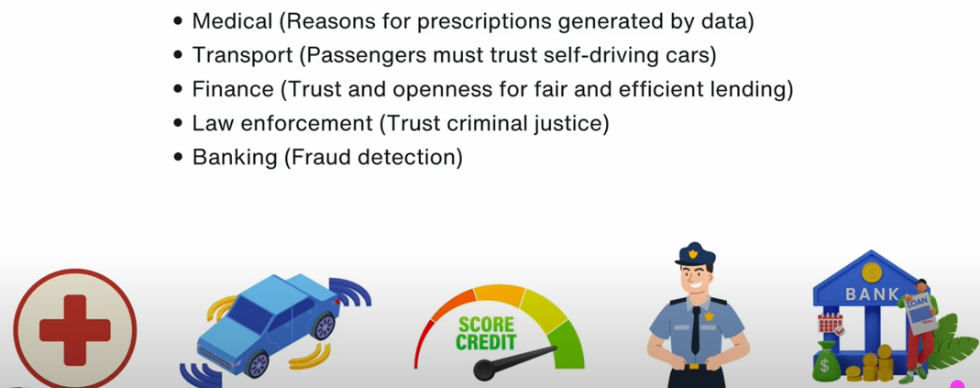 • Medical (Reasons for prescriptions generated by data)
• Transport (Passengers must trust self-driving cars)
• Finance (Trust and openness for fair and efficient lending)
• Law enforcement (Trust criminal justice)
• Banking (Fraud detection)
SCORE
CREDIT
BANK
LOAN
$